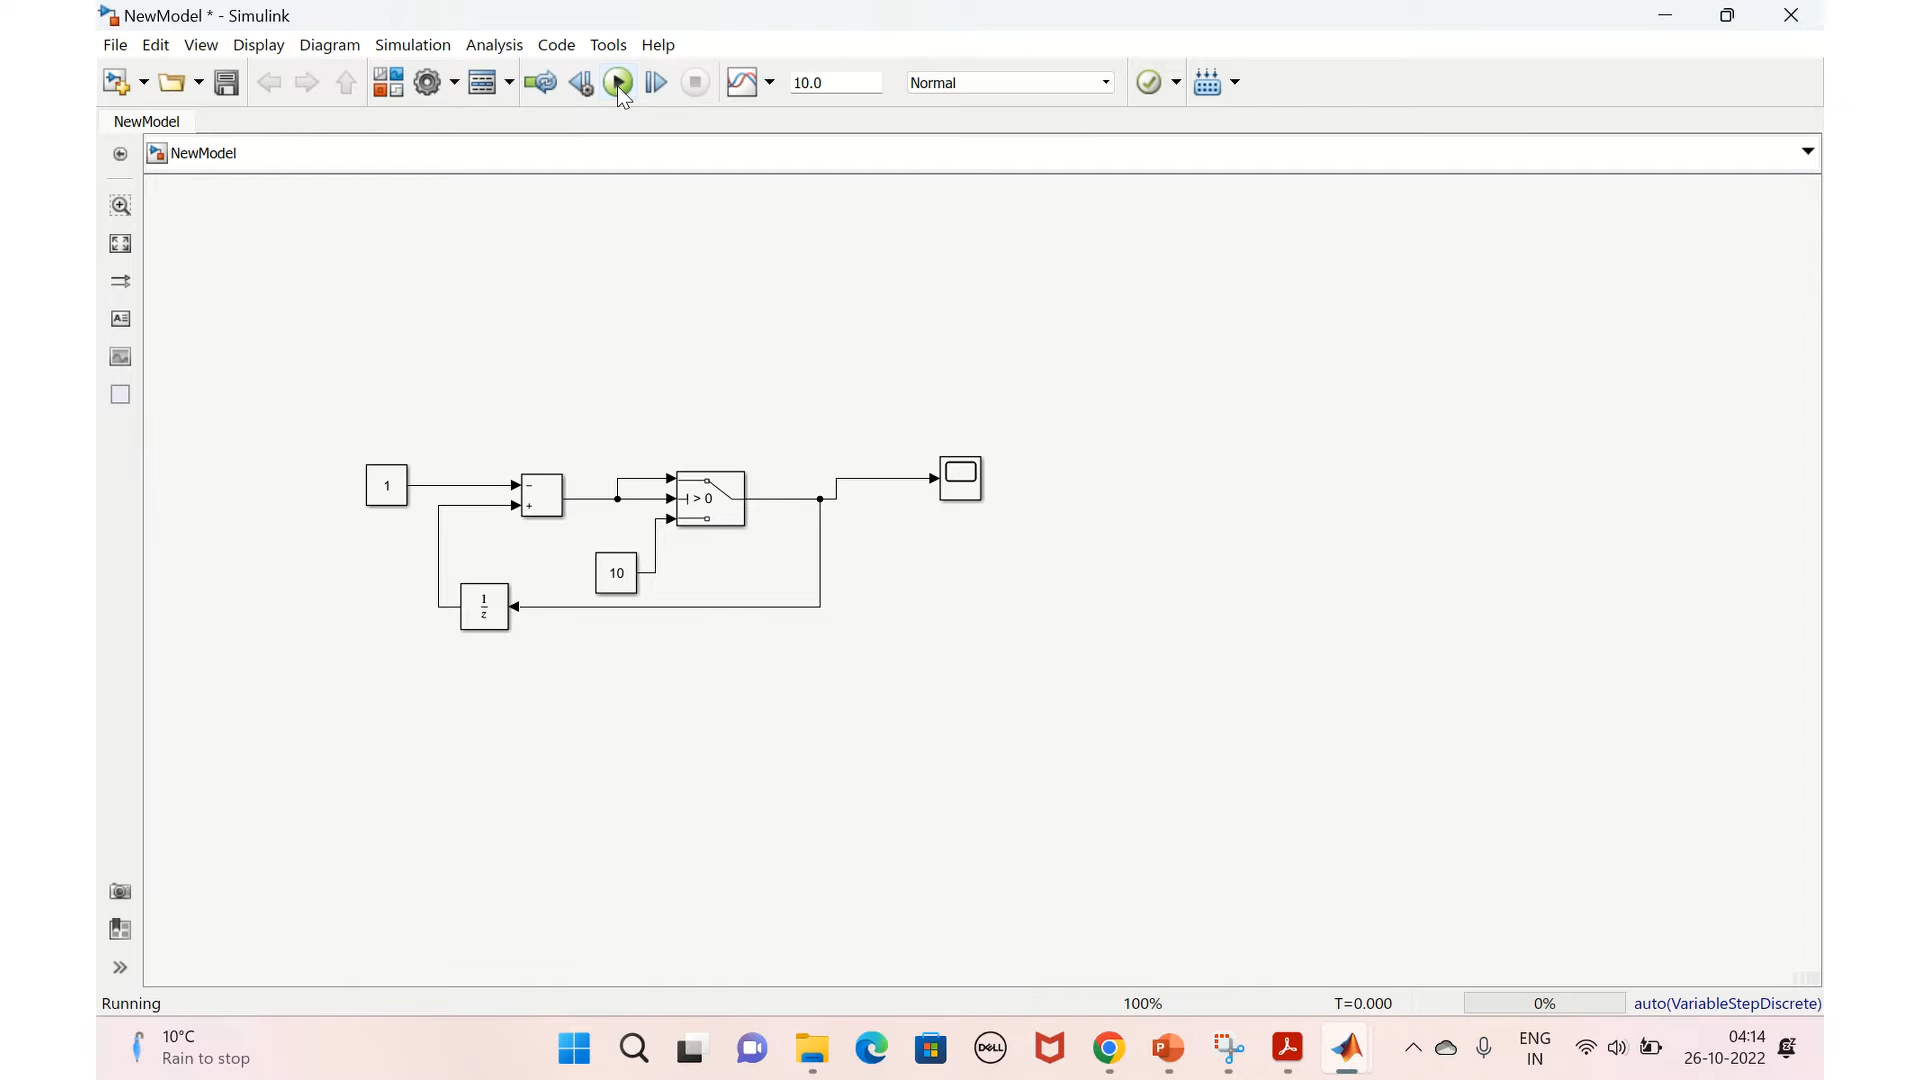 NewModel * - Simulink
File Edit View Display Diagram Simulation Analysis Code Tools Help
10.0 Normal
NewModel
NewModel
1
-
+
> 0
10
1
z
Running 100% T=0.000 0% auto(VariableStepDiscrete)
10°C
Rain to stop
DELL
ENG
IN
04:14
26-10-2022